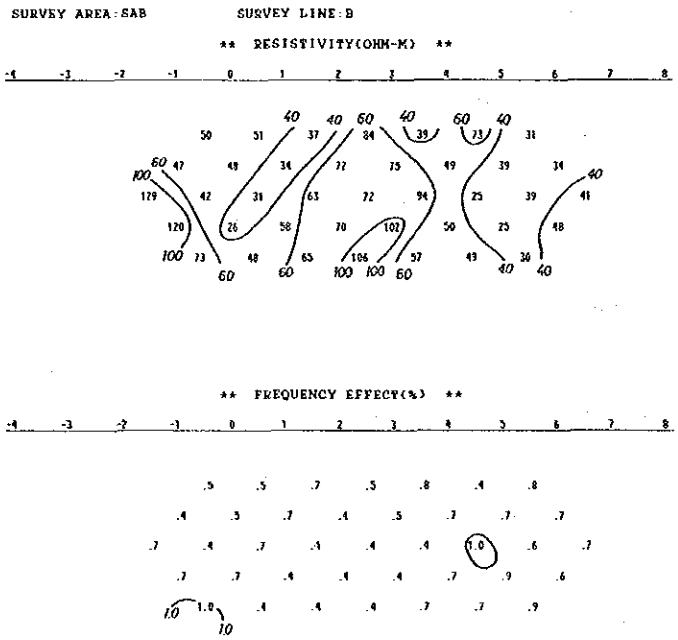 SURVEY AREA:SAB SURVEY LINE:B
** RESISTIVITY(OHM-M) **
-4 -3 -2 -1 0 1 2 3 4 5 6 7 8
40 40 60 40 60 40
50 51 37 84 39 73 31
60 47 48 34 72 75 49 39 34 40
100 129 42 31 63 72 94 25 39 41
120 26 58 70 102 50 25 48
100 73 60 48 60 65 100 106 100 60 57 43 40 30 40
** FREQUENCY EFFECT(%) **
-4 -3 -2 -1 0 1 2 3 4 5 6 7 8
.5 .5 .7 .5 .8 .4 .8
.4 .5 .7 .4 .5 .7 .7 .7
.7 .4 .7 .4 .4 .4 1.0 .6 .7
.7 .7 .4 .4 .4 .7 .9 .6
1.0 1.0 .4 .4 .4 .7 .7 .9
1.0